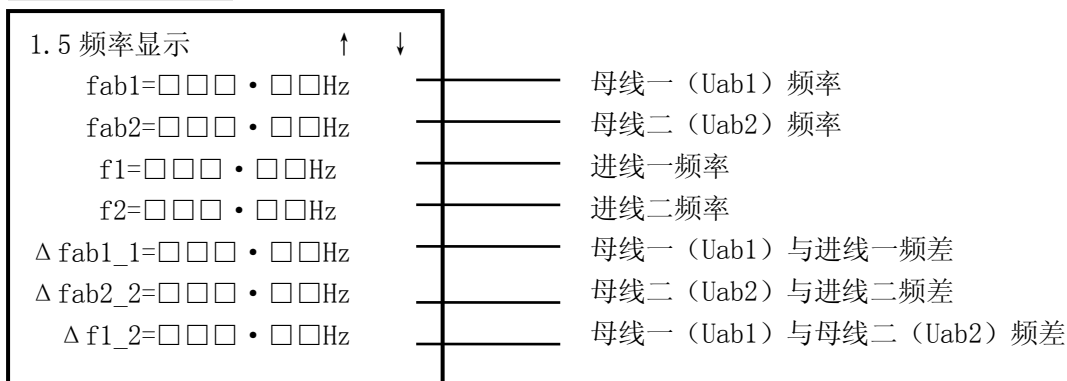 1.5 频率显示 ↑ ↓
fab1=□□□·□□Hz 母线一（Uab1）频率
fab2=□□□·□□Hz 母线二（Uab2）频率
f1=□□□·□□Hz 进线一频率
f2=□□□·□□Hz 进线二频率
Δfab1_1=□□□·□□Hz 母线一（Uab1）与进线一频差
Δfab2_2=□□□·□□Hz 母线二（Uab2）与进线二频差
Δf1_2=□□□·□□Hz 母线一（Uab1）与母线二（Uab2）频差